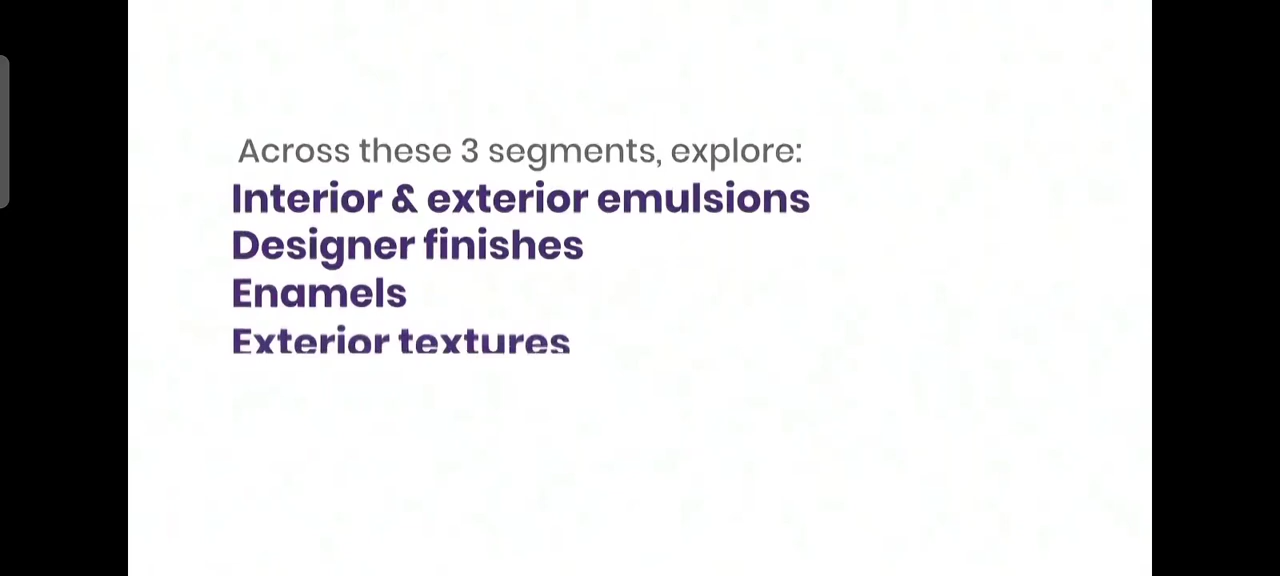 Across these 3 segments, explore:
Interior & exterior emulsions
Designer finishes
Enamels
Exterior textures